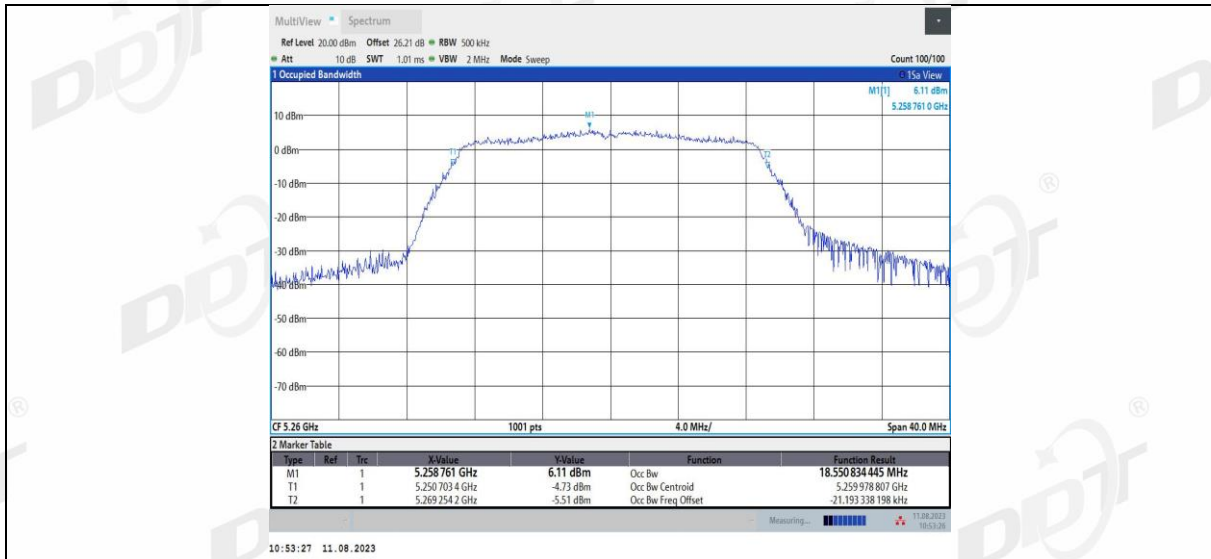 MultiView Spectrum
Ref Level 20.00 dBm Offset 26.21 dB RBW 500 kHz
Att 10 dB SWT 1.01 ms VBW 2 MHz Mode Sweep Count 100/100
1 Occupied Bandwidth 1Sa View
M1[1] 6.11 dBm
5.258 761 0 GHz
10 dBm
M1
0 dBm
T1 T2
-10 dBm
-20 dBm
-30 dBm
-40 dBm
-50 dBm
-60 dBm
-70 dBm
CF 5.26 GHz 1001 pts 4.0 MHz/ Span 40.0 MHz
2 Marker Table
Type Ref Trc X-Value Y-Value Function Function Result
M1 1 5.258 761 GHz 6.11 dBm Occ Bw 18.550 834 445 MHz
T1 1 5.250 703 4 GHz -4.73 dBm Occ Bw Centroid 5.259 978 807 GHz
T2 1 5.269 254 2 GHz -5.51 dBm Occ Bw Freq Offset -21.193 338 198 kHz
Measuring... 11.08.2023
10:53:26
10:53:27 11.08.2023
DDT
®